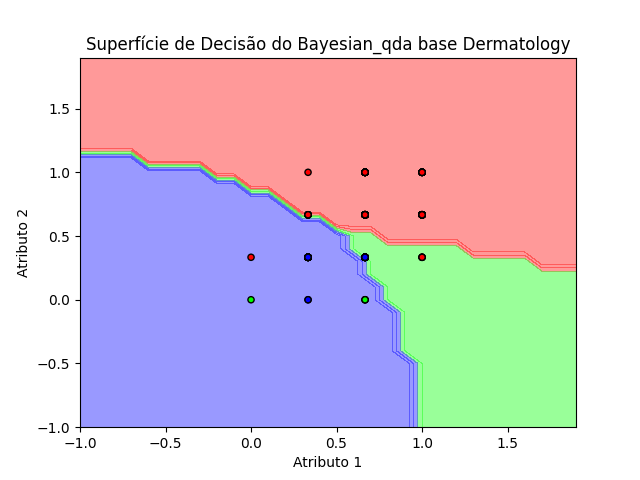 Superfície de Decisão do Bayesian_qda base Dermatology
Atributo 2
1.5
1.0
0.5
0.0
−0.5
−1.0
−1.0 −0.5 0.0 0.5 1.0 1.5
Atributo 1